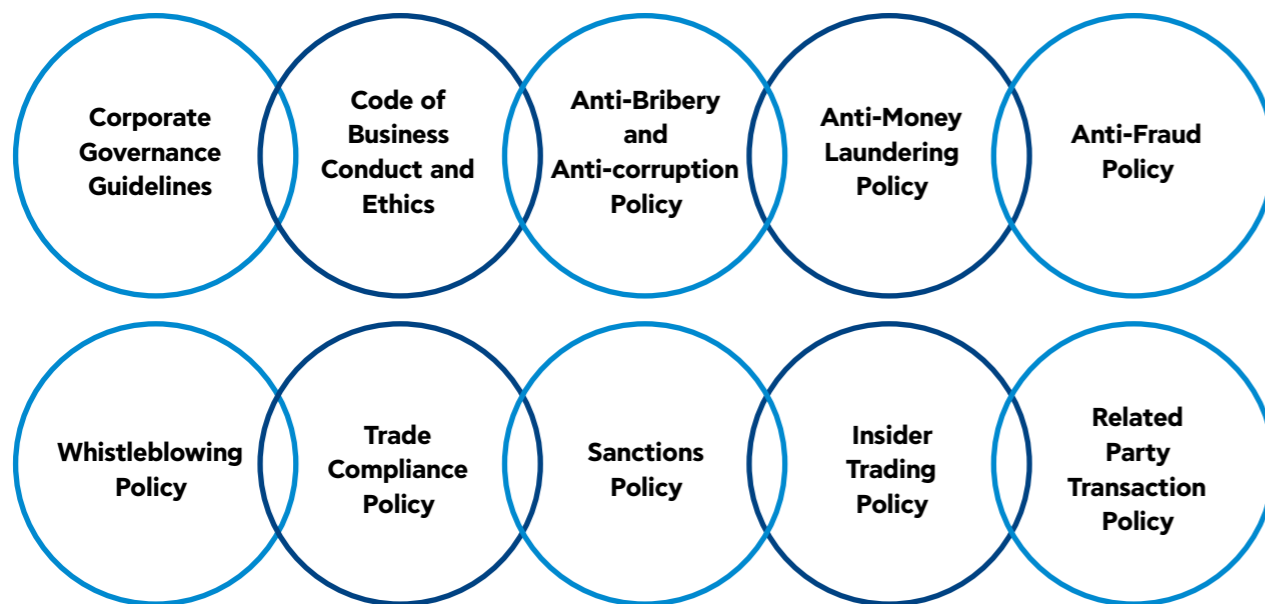 Corporate
Governance
Guidelines
Code of
Business
Conduct and
Ethics
Anti-Bribery
and
Anti-corruption
Policy
Anti-Money
Laundering
Policy
Anti-Fraud
Policy
Whistleblowing
Policy
Trade
Compliance
Policy
Sanctions
Policy
Insider
Trading
Policy
Related
Party
Transaction
Policy